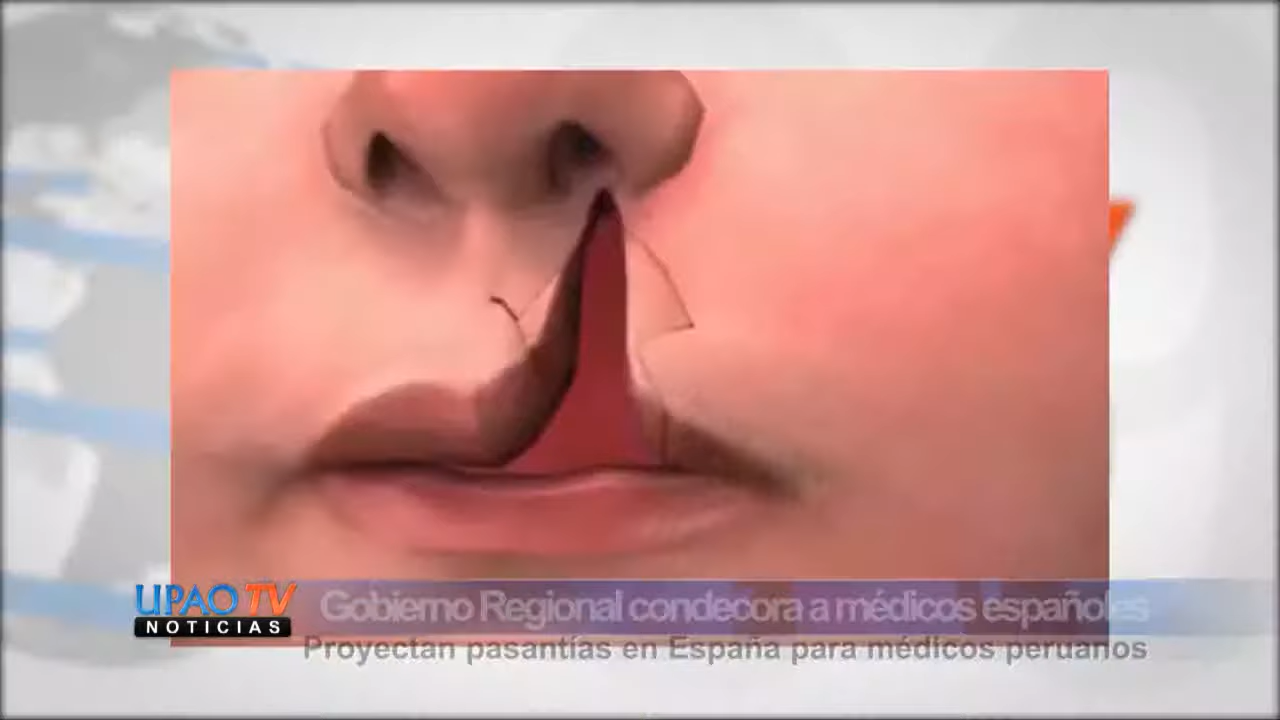 UPAO TV
NOTICIAS
Gobierno Regional condecora a médicos españoles
Proyectan pasantías en España para médicos peruanos